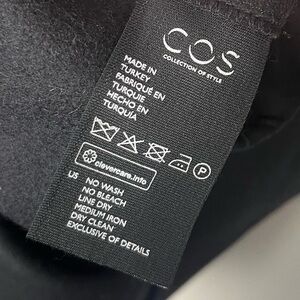 COS
COLLECTION OF STYLE
MADE IN
TURKEY
FABRIQUÉ EN
TURQUIE
HECHO EN
TURQUÍA
P
clevercare.info
US NO WASH
NO BLEACH
LINE DRY
MEDIUM IRON
DRY CLEAN
EXCLUSIVE OF DETAILS